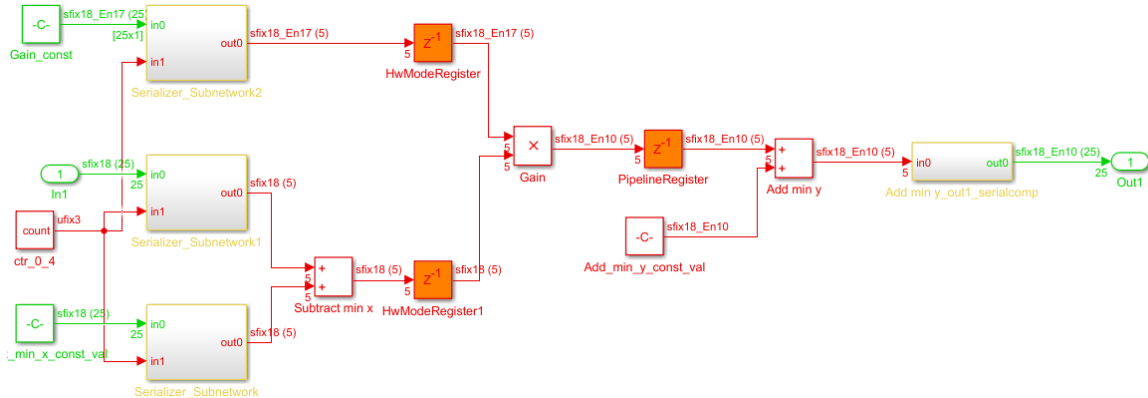 sfix18_En17 (25)
-C-
in0
[25x1]
Gain_const
out0
in1
Serializer_Subnetwork2
sfix18_En17 (5)
5
z-1
HwModeRegister
sfix18_En17 (5)
5
sfix18 (25)
1
In1
25
in0
out0
in1
Serializer_Subnetwork1
sfix18 (5)
count
ufix3
ctr_0_4
sfix18 (25)
-C-
25
_min_x_const_val
in0
out0
in1
Serializer_Subnetwork
sfix18 (5)
5
+
+
5
Subtract min x
sfix18 (5)
5
z-1
HwModeRegister1
sfix18 (5)
5
×
Gain
sfix18_En10 (5)
5
z-1
PipelineRegister
sfix18_En10 (5)
5
+
+
Add min y
-C-
sfix18_En10
Add_min_y_const_val
sfix18_En10 (5)
5
in0
out0
Add min y_out1_serialcomp
sfix18_En10 (25)
25
1
Out1